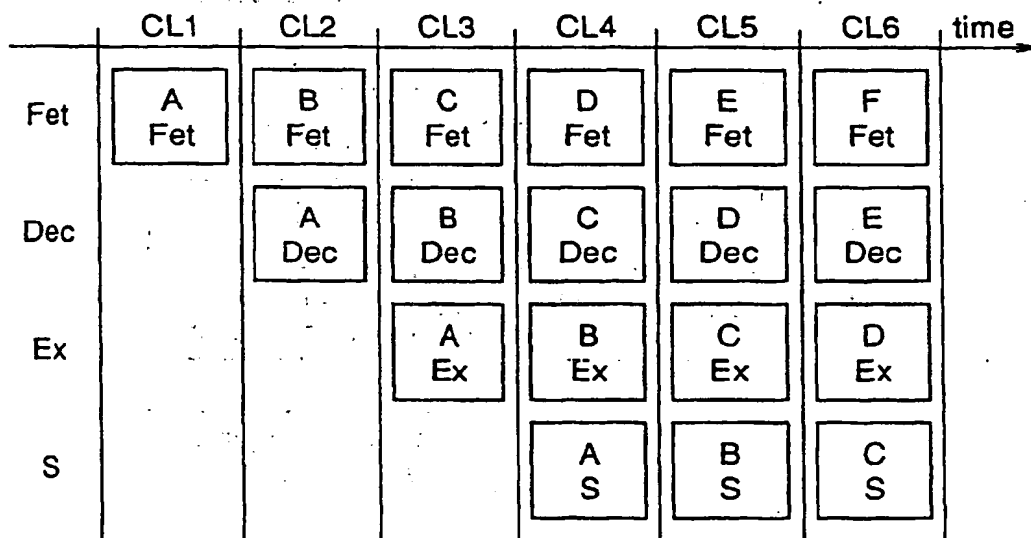 CL1 CL2 CL3 CL4 CL5 CL6 time
Fet
A B C D E F
Fet Fet Fet Fet Fet Fet
Dec
A B C D E
Dec Dec Dec Dec Dec
Ex
A B C D
Ex Ex Ex Ex
S
A B C
S S S